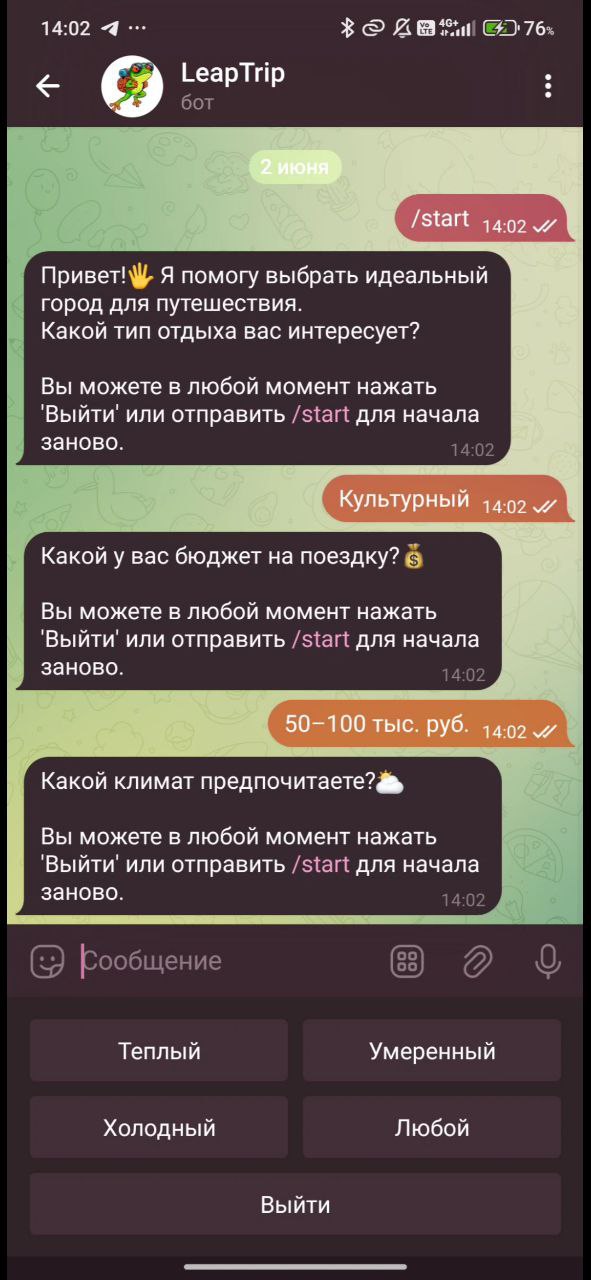 14:02
4G+
76%
LeapTrip
бот
2 июня
/start 14:02
Привет!🖐 Я помогу выбрать идеальный
город для путешествия.
Какой тип отдыха вас интересует?
Вы можете в любой момент нажать
'Выйти' или отправить /start для начала
заново.
14:02
Культурный 14:02
Какой у вас бюджет на поездку?💰
Вы можете в любой момент нажать
'Выйти' или отправить /start для начала
заново.
14:02
50–100 тыс. руб. 14:02
Какой климат предпочитаете?🌥
Вы можете в любой момент нажать
'Выйти' или отправить /start для начала
заново.
14:02
Сообщение
Теплый
Умеренный
Холодный
Любой
Выйти